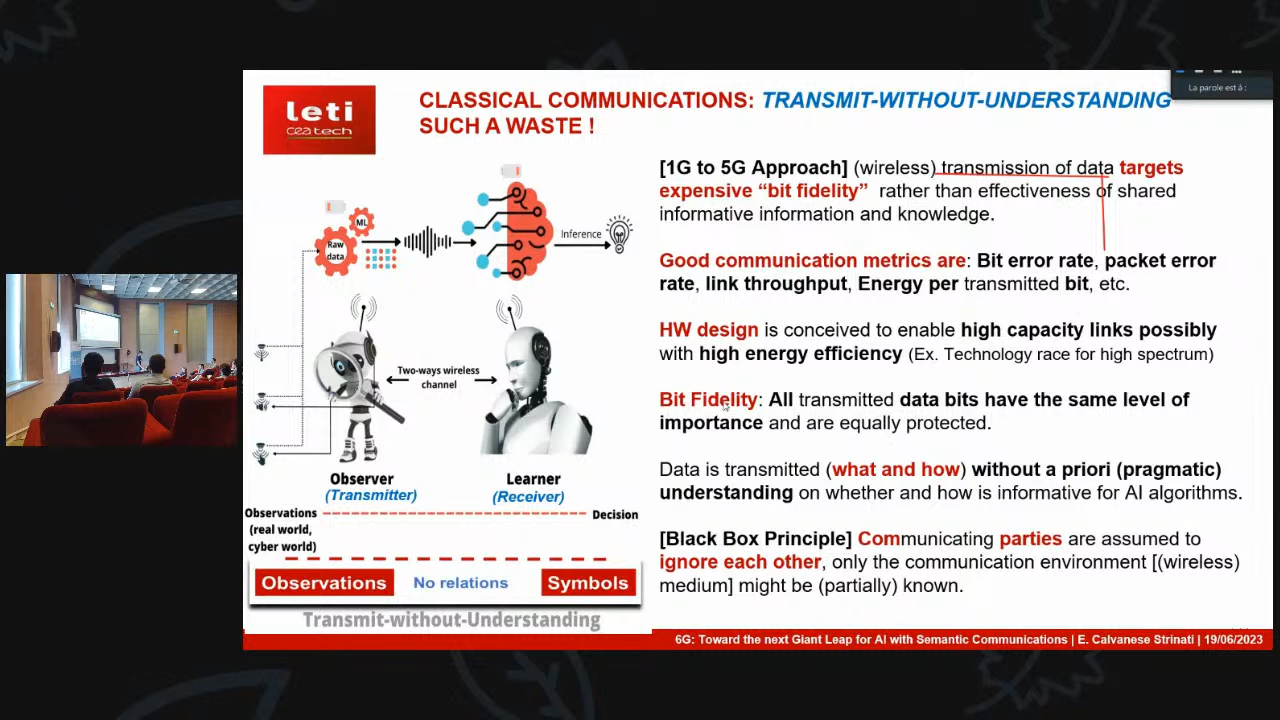 La parole est à :
leti
ceatech
CLASSICAL COMMUNICATIONS: TRANSMIT-WITHOUT-UNDERSTANDING
SUCH A WASTE !
Raw
data
ML
Inference
Two-ways wireless
channel
Observer
(Transmitter)
Learner
(Receiver)
Observations
(real world,
cyber world)
Decision
Observations No relations Symbols
Transmit-without-Understanding
[1G to 5G Approach] (wireless) transmission of data targets
expensive “bit fidelity” rather than effectiveness of shared
informative information and knowledge.
Good communication metrics are: Bit error rate, packet error
rate, link throughput, Energy per transmitted bit, etc.
HW design is conceived to enable high capacity links possibly
with high energy efficiency (Ex. Technology race for high spectrum)
Bit Fidelity: All transmitted data bits have the same level of
importance and are equally protected.
Data is transmitted (what and how) without a priori (pragmatic)
understanding on whether and how is informative for AI algorithms.
[Black Box Principle] Communicating parties are assumed to
ignore each other, only the communication environment [(wireless)
medium] might be (partially) known.
6G: Toward the next Giant Leap for AI with Semantic Communications | E. Calvanese Strinati | 19/06/2023